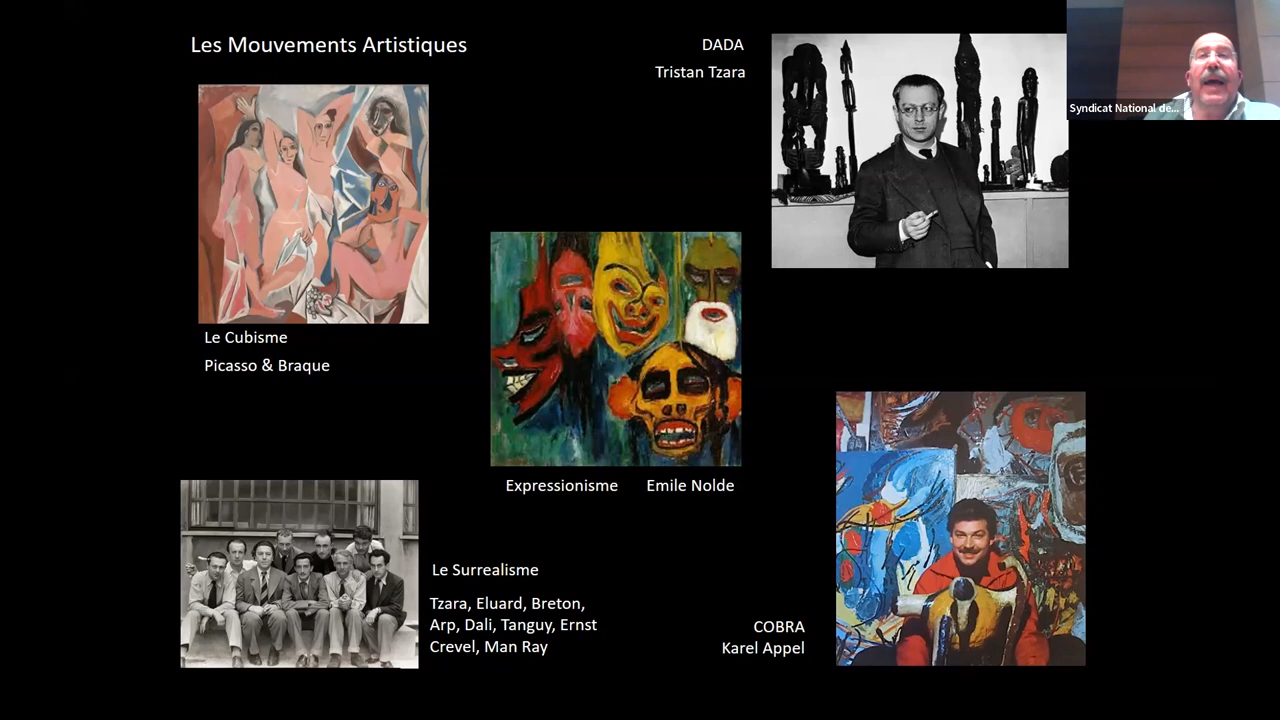 Les Mouvements Artistiques
DADA
Tristan Tzara
Syndicat National de...
Le Cubisme
Picasso & Braque
Expressionisme Emile Nolde
Le Surrealisme
Tzara, Eluard, Breton,
Arp, Dali, Tanguy, Ernst
Crevel, Man Ray
COBRA
Karel Appel